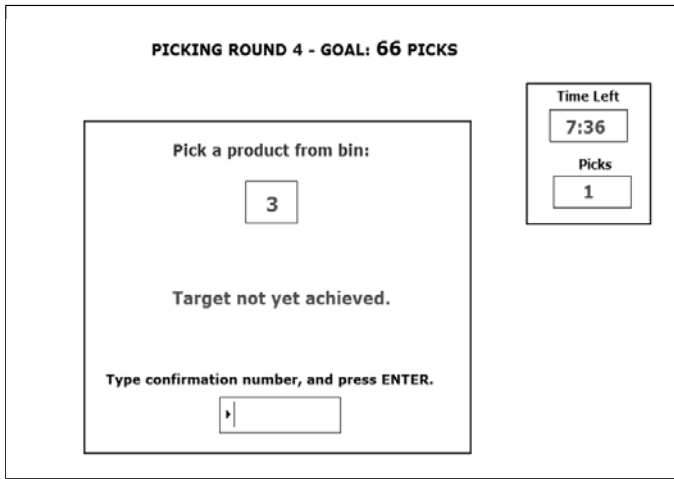 PICKING ROUND 4 - GOAL: 66 PICKS
Time Left
7:36
Picks
1
Pick a product from bin:
3
Target not yet achieved.
Type confirmation number, and press ENTER.